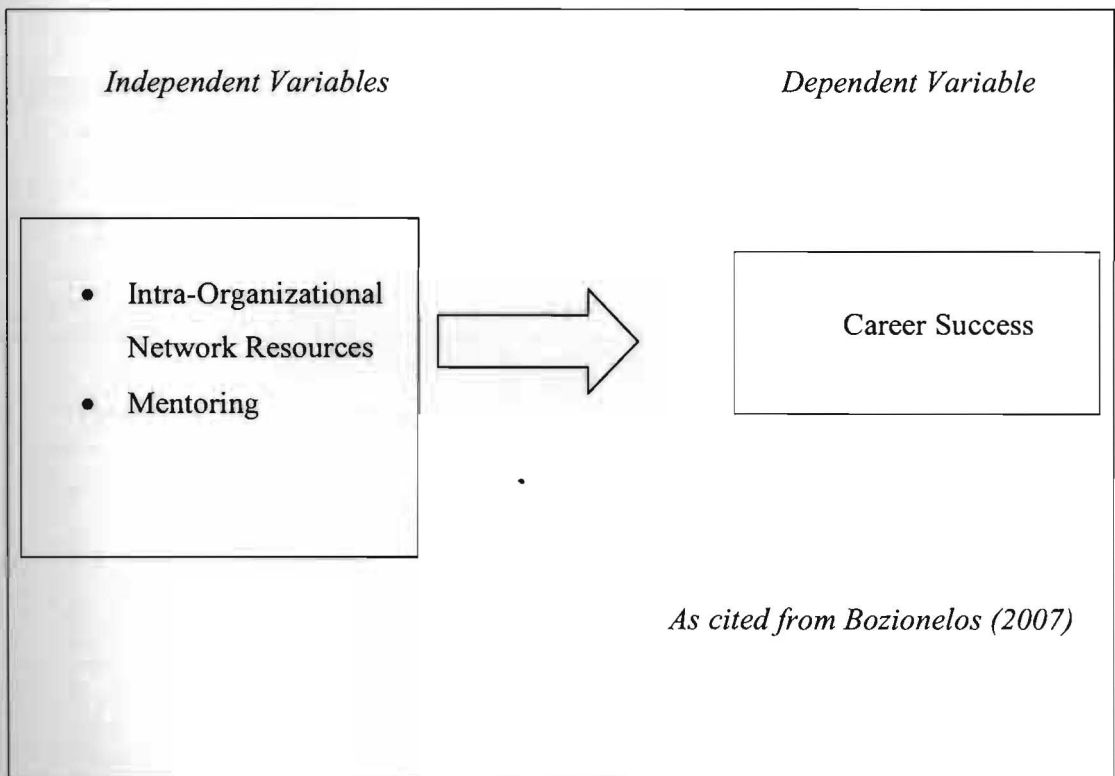 Independent Variables
Dependent Variable
• Intra-Organizational
Network Resources
• Mentoring
Career Success
As cited from Bozionelos (2007)